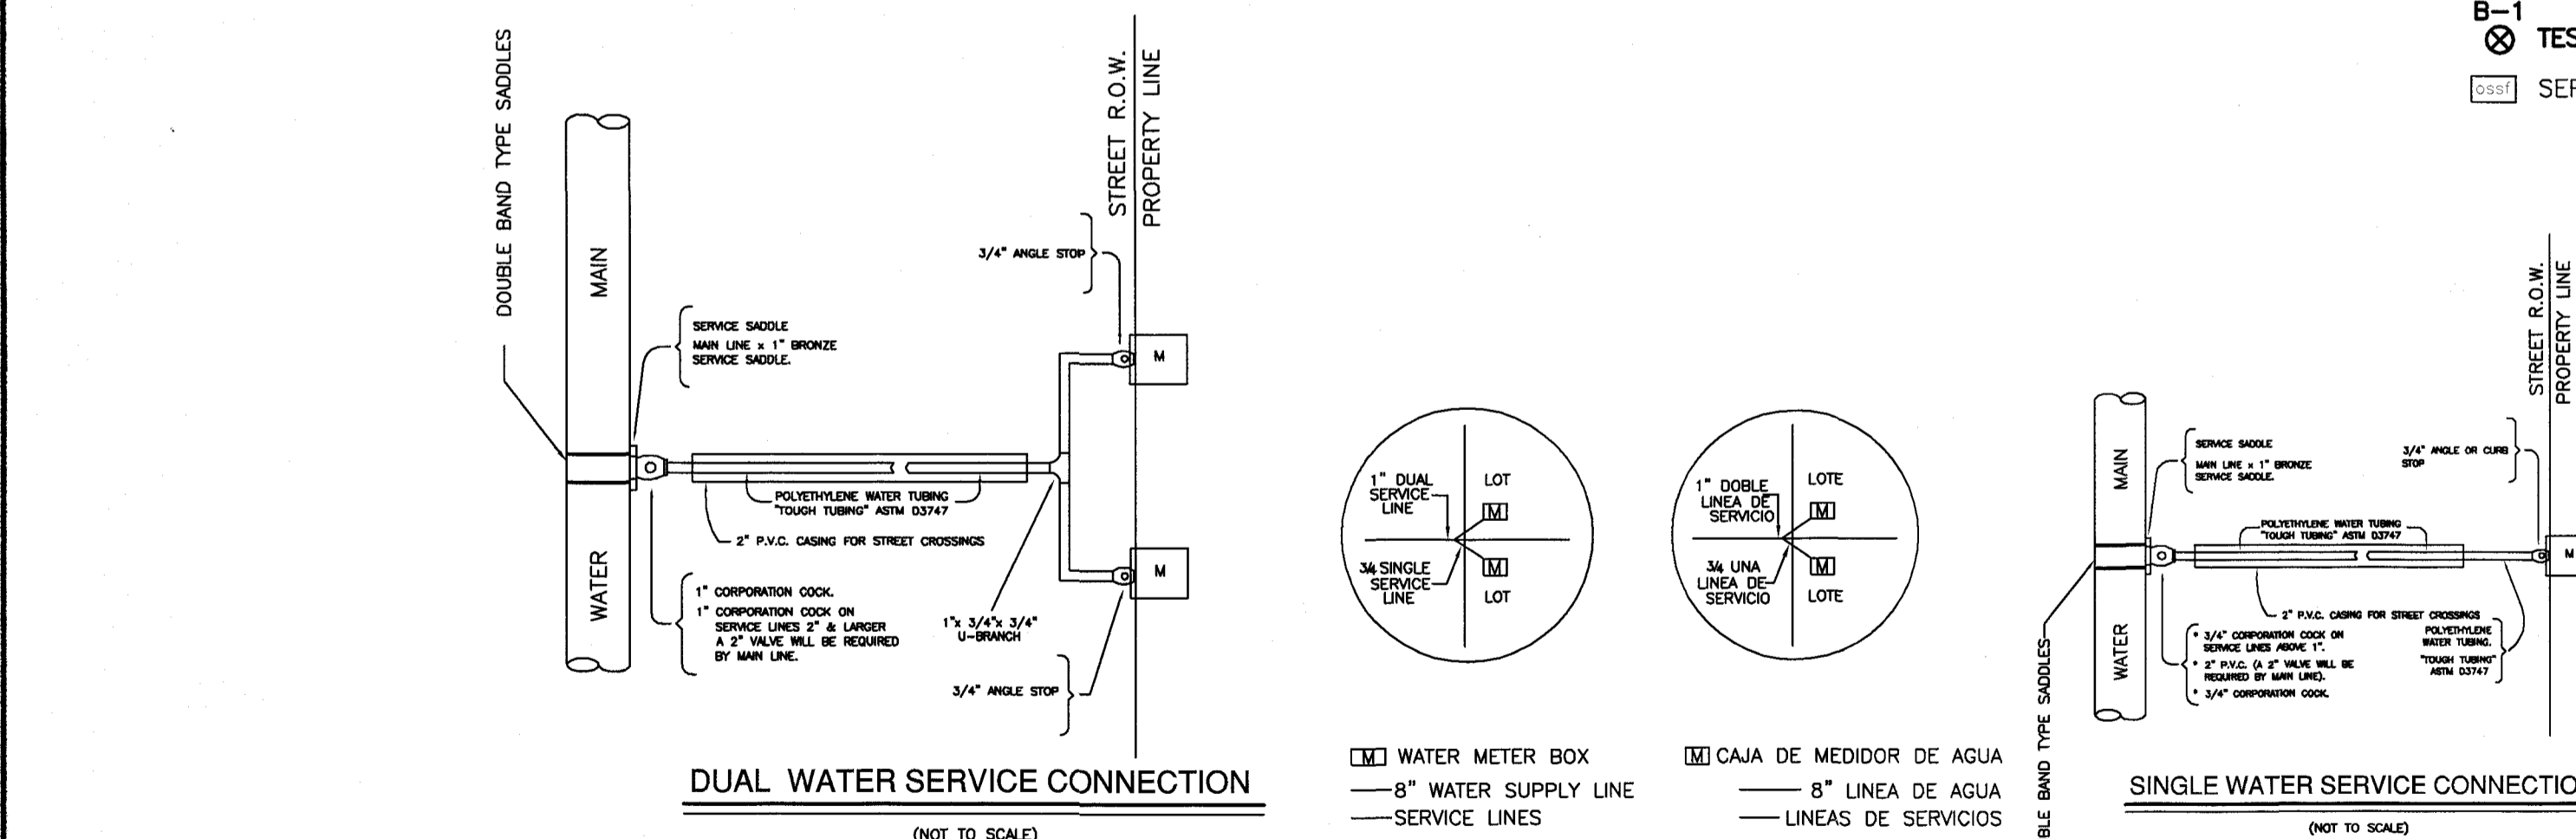 DOUBLE BAND TYPE SADDLES
MAIN
WATER
SERVICE SADDLE
MAIN LINE x 1" BRONZE
SERVICE SADDLE.
3/4" ANGLE STOP
STREET R.O.W.
PROPERTY LINE
M
POLYETHYLENE WATER TUBING
"TOUGH TUBING" ASTM D3747
2" P.V.C. CASING FOR STREET CROSSINGS
1" CORPORATION COCK.
1" CORPORATION COCK ON
SERVICE LINES 2" & LARGER
A 2" VALVE WILL BE REQUIRED
BY MAIN LINE.
1"x 3/4"x 3/4"
U-BRANCH
M
3/4" ANGLE STOP
DUAL WATER SERVICE CONNECTION
(NOT TO SCALE)
1" DUAL
SERVICE
LINE
LOT
M
3/4 SINGLE
SERVICE
LINE
M
LOT
M WATER METER BOX
8" WATER SUPPLY LINE
SERVICE LINES
1" DOBLE
LINEA DE
SERVICIO
LOTE
M
3/4 UNA
LINEA DE
SERVICIO
M
LOTE
M CAJA DE MEDIDOR DE AGUA
8" LINEA DE AGUA
LINEAS DE SERVICIOS
B-1
TES
ossf SEP
BLE BAND TYPE SADDLES
MAIN
WATER
SERVICE SADDLE
MAIN LINE x 1" BRONZE
SERVICE SADDLE.
3/4" ANGLE OR CURB
STOP
STREET R.O.W.
PROPERTY LINE
M
POLYETHYLENE WATER TUBING
"TOUGH TUBING" ASTM D3747
2" P.V.C. CASING FOR STREET CROSSINGS
* 3/4" CORPORATION COCK ON
SERVICE LINES ABOVE 1".
* 2" P.V.C. (A 2" VALVE WILL BE
REQUIRED BY MAIN LINE).
* 3/4" CORPORATION COCK.
POLYETHYLENE
WATER TUBING.
"TOUGH TUBING"
ASTM D3747
SINGLE WATER SERVICE CONNECTIO
(NOT TO SCALE)